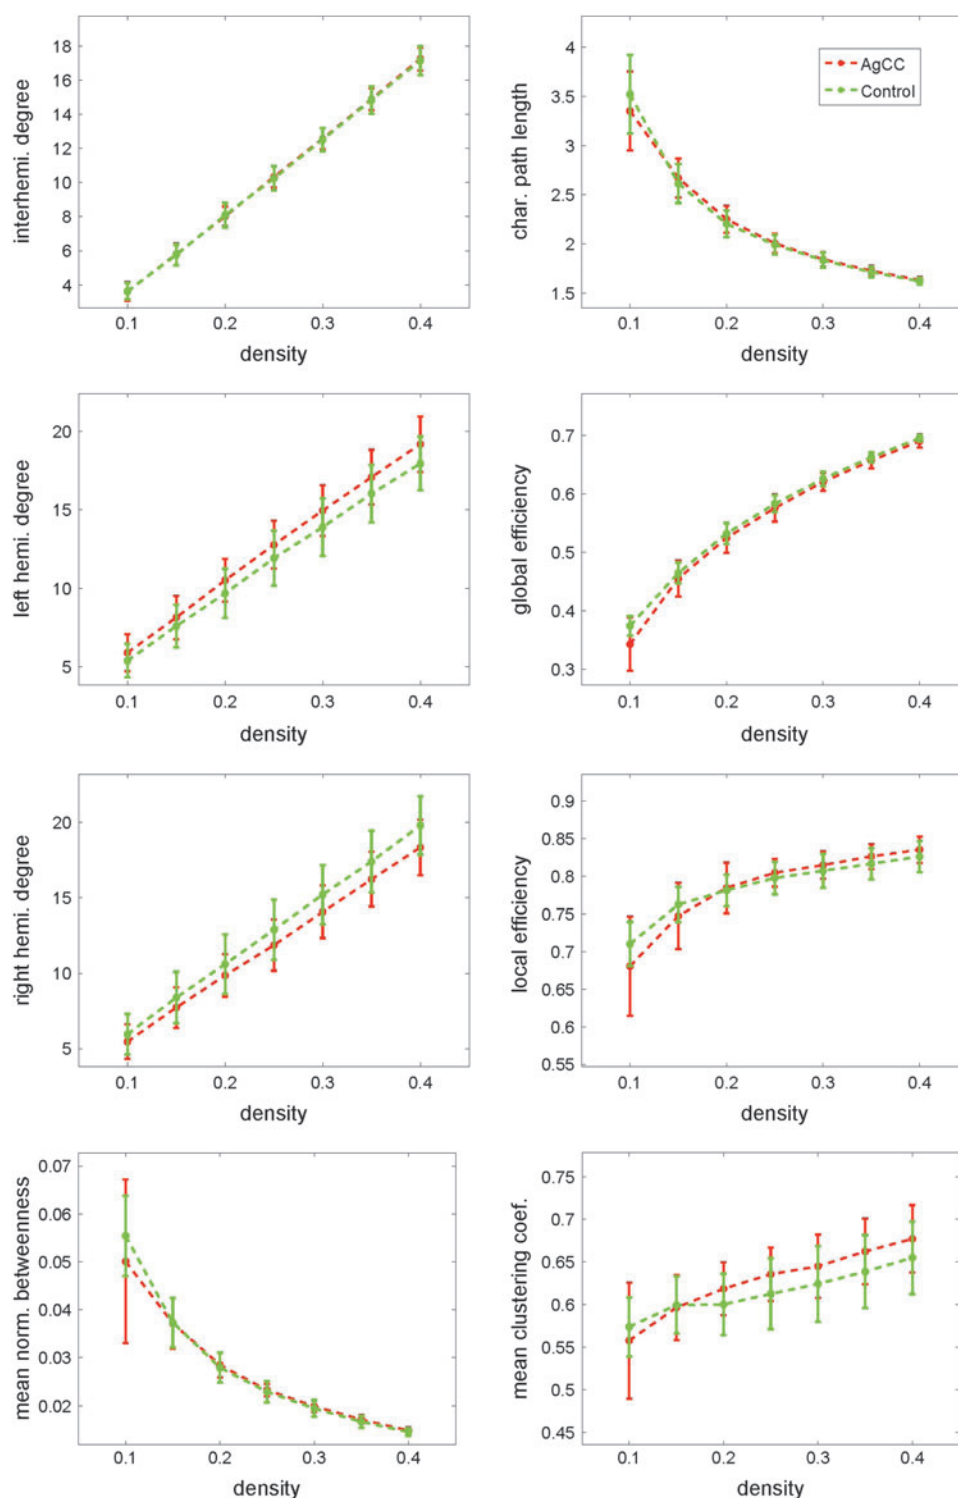 18
16
14
12
10
8
6
4
interhemi. degree
0.1 0.2 0.3 0.4
density
4
3.5
3
2.5
2
1.5
char. path length
AgCC
Control
0.1 0.2 0.3 0.4
density
20
15
10
5
left hemi. degree
0.1 0.2 0.3 0.4
density
0.7
0.6
0.5
0.4
0.3
global efficiency
0.1 0.2 0.3 0.4
density
20
15
10
5
right hemi. degree
0.1 0.2 0.3 0.4
density
0.9
0.85
0.8
0.75
0.7
0.65
0.6
0.55
local efficiency
0.1 0.2 0.3 0.4
density
0.07
0.06
0.05
0.04
0.03
0.02
mean norm. betweenness
0.1 0.2 0.3 0.4
density
0.75
0.7
0.65
0.6
0.55
0.5
0.45
mean clustering coef.
0.1 0.2 0.3 0.4
density